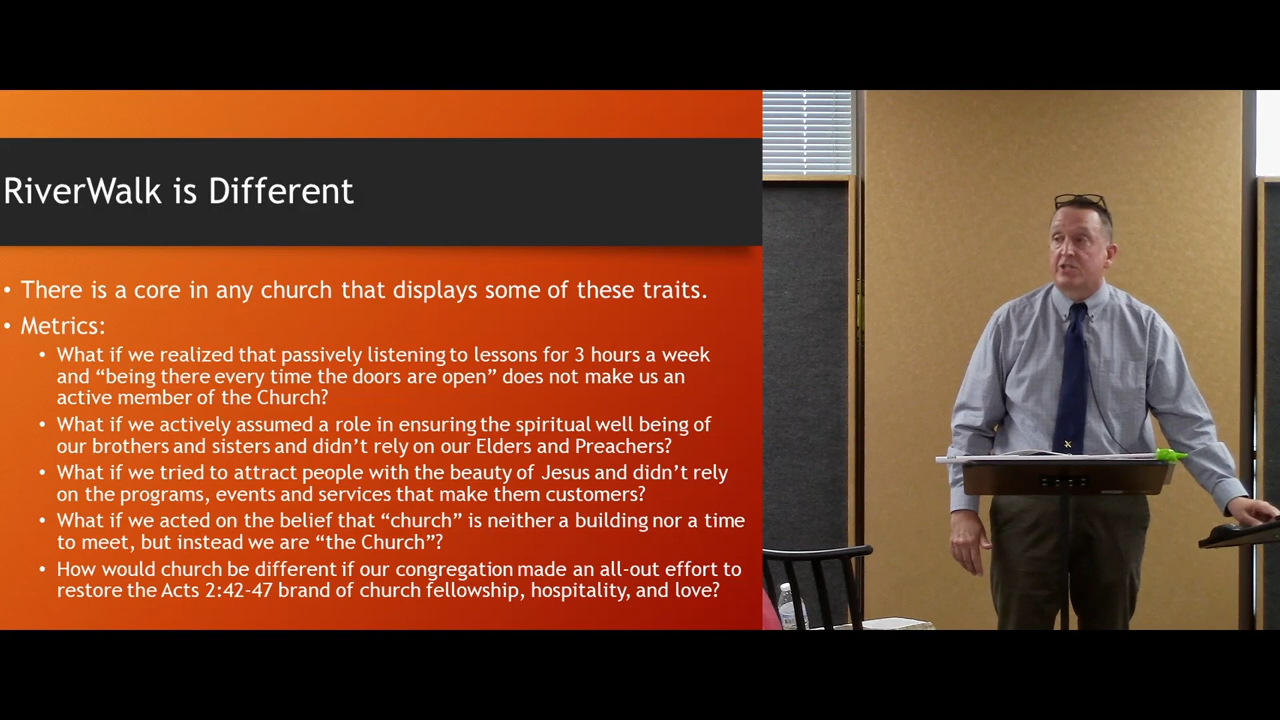 RiverWalk is Different
• There is a core in any church that displays some of these traits.
• Metrics:
• What if we realized that passively listening to lessons for 3 hours a week
and “being there every time the doors are open” does not make us an
active member of the Church?
• What if we actively assumed a role in ensuring the spiritual well being of
our brothers and sisters and didn’t rely on our Elders and Preachers?
• What if we tried to attract people with the beauty of Jesus and didn’t rely
on the programs, events and services that make them customers?
• What if we acted on the belief that “church” is neither a building nor a time
to meet, but instead we are “the Church”?
• How would church be different if our congregation made an all-out effort to
restore the Acts 2:42-47 brand of church fellowship, hospitality, and love?